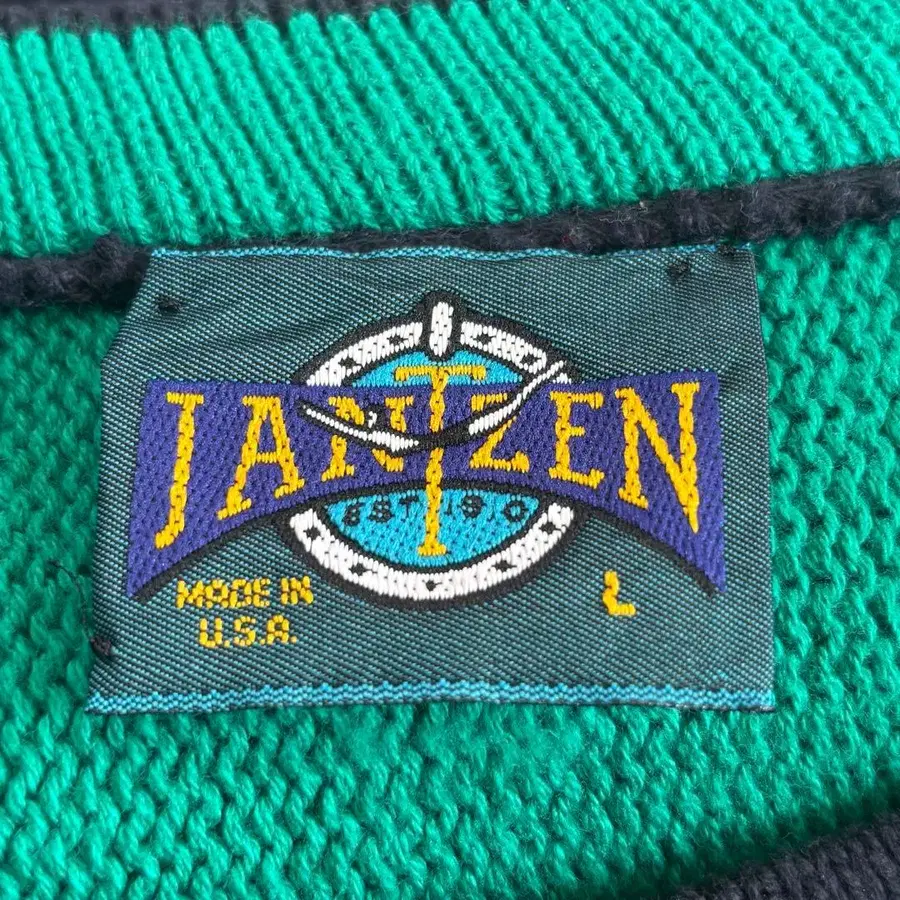 JANTZEN
EST 1910
MADE IN
U.S.A.
L